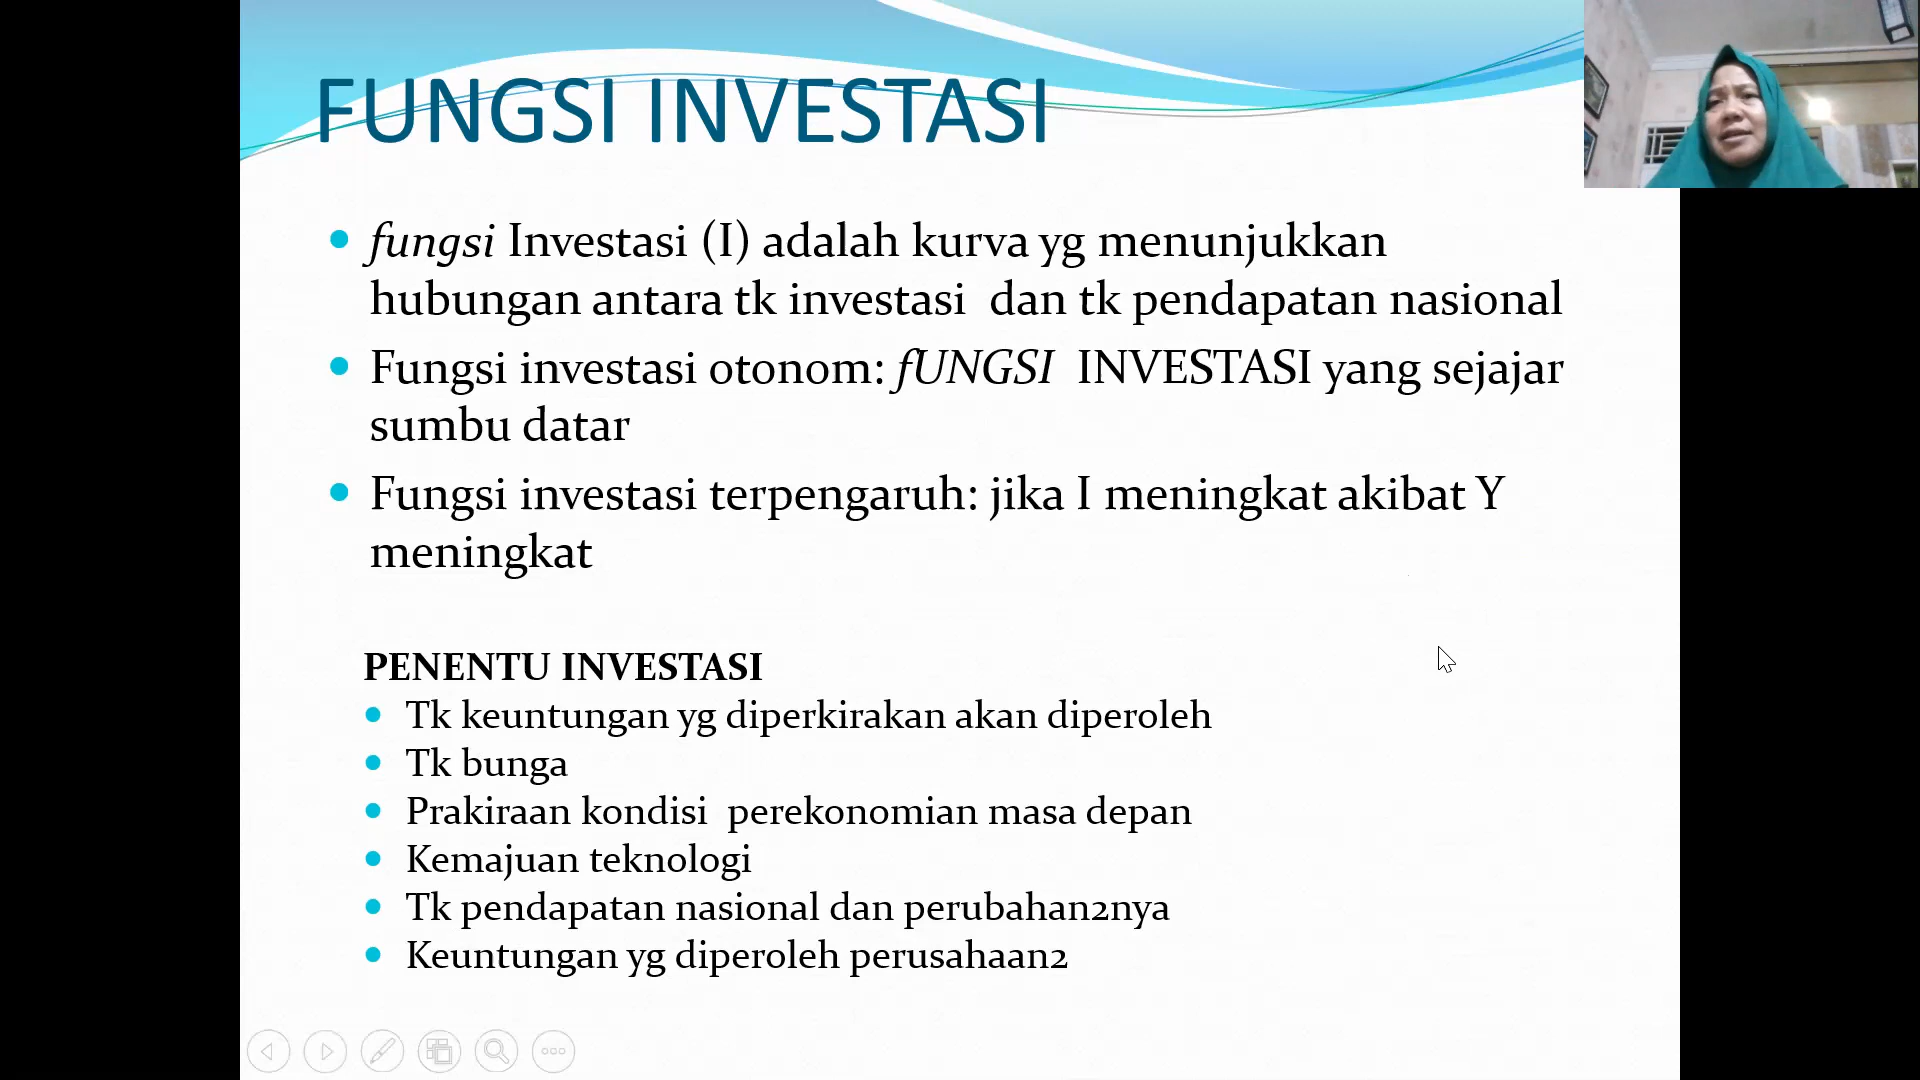 FUNGSI INVESTASI
fungsi Investasi (I) adalah kurva yg menunjukkan
hubungan antara tk investasi dan tk pendapatan nasional
Fungsi investasi otonom: fUNGSI INVESTASI yang sejajar
sumbu datar
Fungsi investasi terpengaruh: jika I meningkat akibat Y
meningkat
PENENTU INVESTASI
Tk keuntungan yg diperkirakan akan diperoleh
Tk bunga
Prakiraan kondisi perekonomian masa depan
Kemajuan teknologi
Tk pendapatan nasional dan perubahan2nya
Keuntungan yg diperoleh perusahaan2